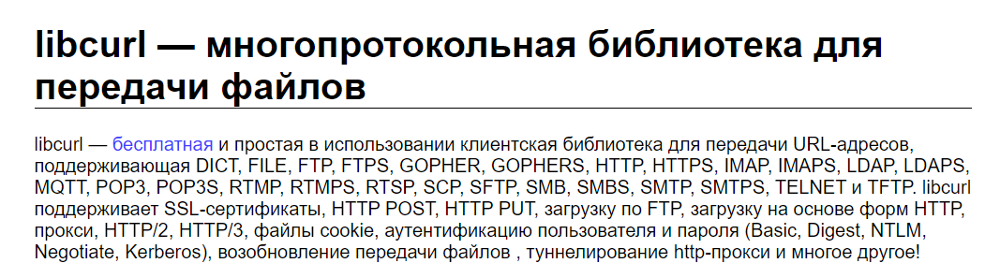 libcurl — многопротокольная библиотека для
передачи файлов
libcurl — бесплатная и простая в использовании клиентская библиотека для передачи URL-адресов,
поддерживающая DICT, FILE, FTP, FTPS, GOPHER, GOPHERS, HTTP, HTTPS, IMAP, IMAPS, LDAP, LDAPS,
MQTT, POP3, POP3S, RTMP, RTMPS, RTSP, SCP, SFTP, SMB, SMBS, SMTP, SMTPS, TELNET и TFTP. libcurl
поддерживает SSL-сертификаты, HTTP POST, HTTP PUT, загрузку по FTP, загрузку на основе форм HTTP,
прокси, HTTP/2, HTTP/3, файлы cookie, аутентификацию пользователя и пароля (Basic, Digest, NTLM,
Negotiate, Kerberos), возобновление передачи файлов , туннелирование http-прокси и многое другое!